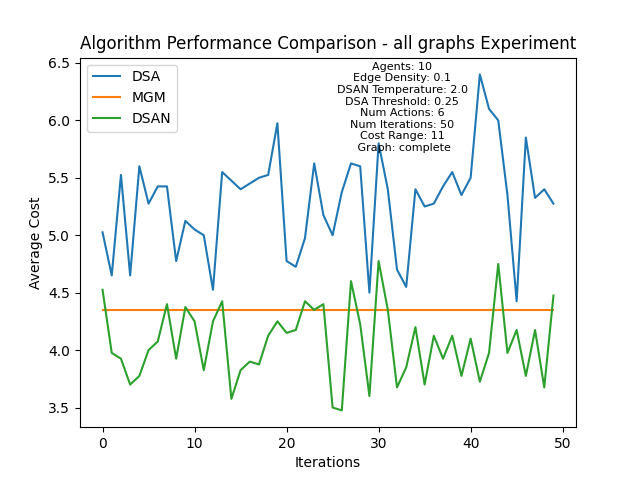 Algorithm Performance Comparison - all graphs Experiment
6.5
6.0
5.5
5.0
4.5
4.0
3.5
Average Cost
DSA
MGM
DSAN
Agents: 10
Edge Density: 0.1
DSAN Temperature: 2.0
DSA Threshold: 0.25
Num Actions: 6
Num Iterations: 50
Cost Range: 11
Graph: complete
0
10
20
30
40
50
Iterations